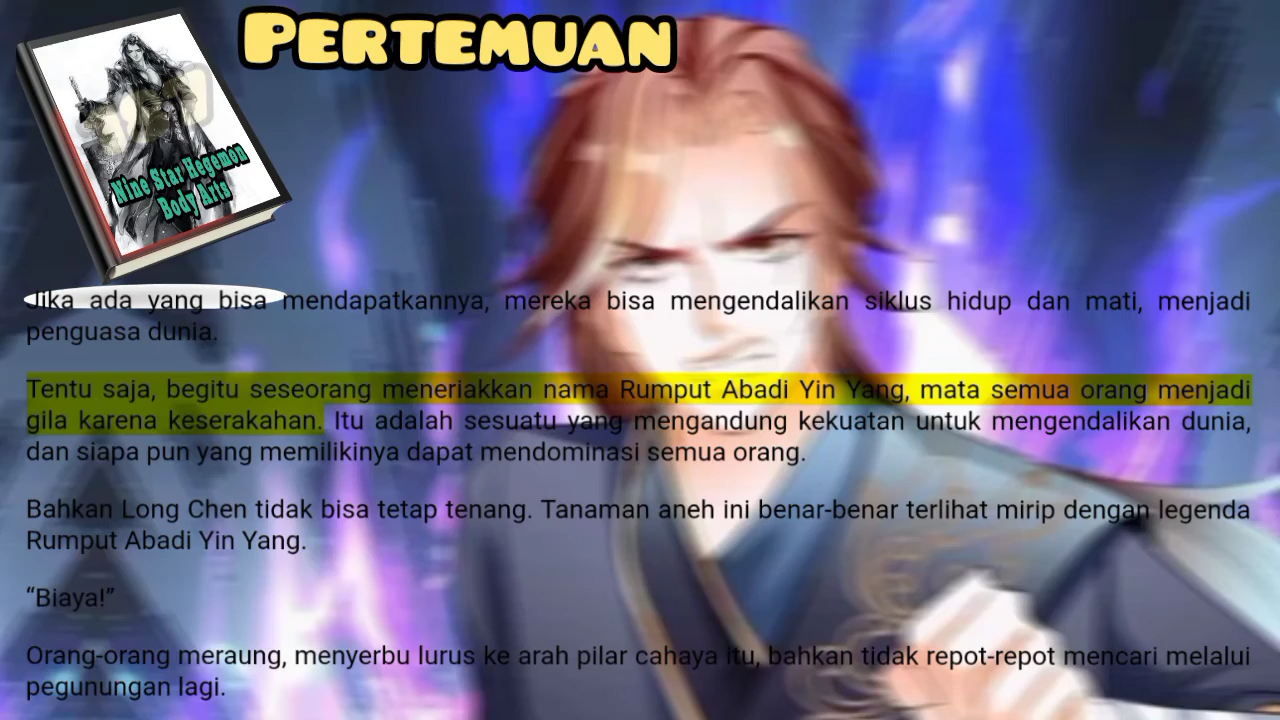 PERTEMUAN
Nine Star Hegemon
Body Arts
Jika ada yang bisa mendapatkannya, mereka bisa mengendalikan siklus hidup dan mati, menjadi
penguasa dunia.
Tentu saja, begitu seseorang meneriakkan nama Rumput Abadi Yin Yang, mata semua orang menjadi
gila karena keserakahan. Itu adalah sesuatu yang mengandung kekuatan untuk mengendalikan dunia,
dan siapa pun yang memilikinya dapat mendominasi semua orang.
Bahkan Long Chen tidak bisa tetap tenang. Tanaman aneh ini benar-benar terlihat mirip dengan legenda
Rumput Abadi Yin Yang.
“Biaya!”
Orang-orang meraung, menyerbu lurus ke arah pilar cahaya itu, bahkan tidak repot-repot mencari melalui
pegunungan lagi.